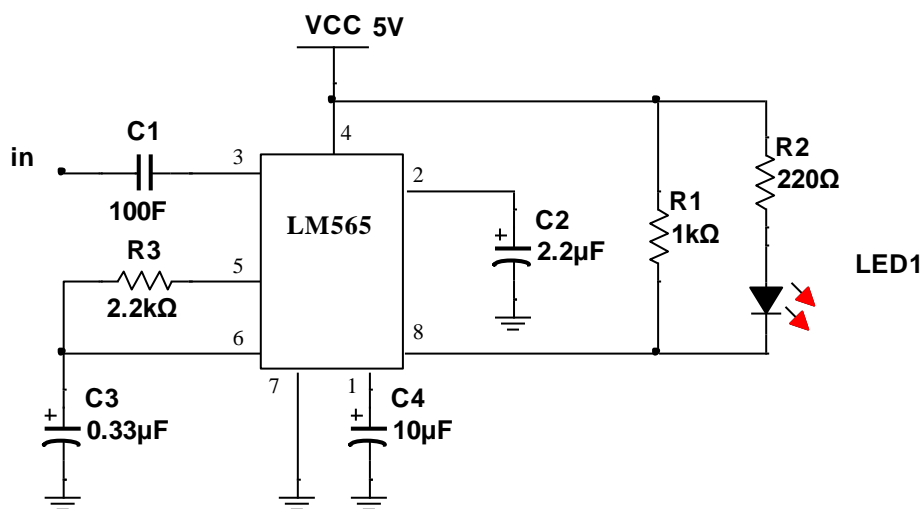 VCC 5V
4
C1
in
3
100F
R3
5
2.2kΩ
6
C3
0.33µF
LM565
2
C2
2.2µF
8
7
1
C4
10µF
R1
1kΩ
R2
220Ω
LED1
+
+
+